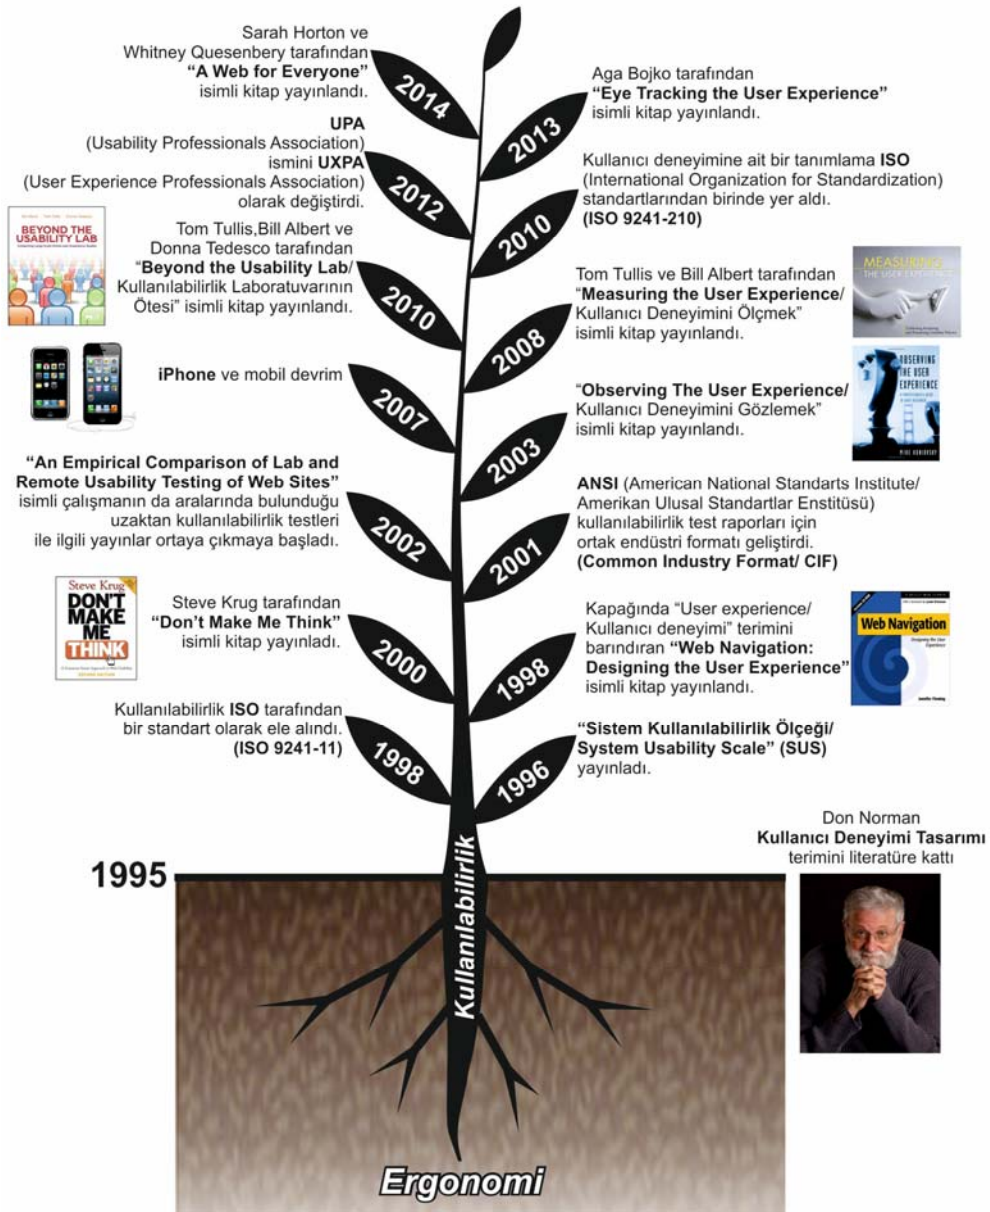 Sarah Horton ve
Whitney Quesenbery tarafından
“A Web for Everyone”
isimli kitap yayınlandı.
2014
Aga Bojko tarafından
“Eye Tracking the User Experience”
isimli kitap yayınlandı.
2013
UPA
(Usability Professionals Association)
ismini UXPA
(User Experience Professionals Association)
olarak değiştirdi.
2012
Kullanıcı deneyimine ait bir tanımlama ISO
(International Organization for Standardization)
standartlarından birinde yer aldı.
(ISO 9241-210)
2010
BEYOND THE
USABILITY LAB
Tom Tullis,Bill Albert ve
Donna Tedesco tarafından
“Beyond the Usability Lab/
Kullanılabilirlik Laboratuvarının
Ötesi” isimli kitap yayınlandı.
2010
Tom Tullis ve Bill Albert tarafından
“Measuring the User Experience/
Kullanıcı Deneyimini Ölçmek”
isimli kitap yayınlandı.
2008
MEASURING
THE USER EXPERIENCE
iPhone ve mobil devrim
2007
“Observing The User Experience/
Kullanıcı Deneyimini Gözlemek”
isimli kitap yayınlandı.
2003
OBSERVING
THE USER
EXPERIENCE
MIKE KUNIAVSKY
“An Empirical Comparison of Lab and
Remote Usability Testing of Web Sites”
isimli çalışmanın da aralarında bulunduğu
uzaktan kullanılabilirlik testleri
ile ilgili yayınlar ortaya çıkmaya başladı.
2002
ANSI (American National Standarts Institute/
Amerikan Ulusal Standartlar Enstitüsü)
kullanılabilirlik test raporları için
ortak endüstri formatı geliştirdi.
(Common Industry Format/ CIF)
2001
Steve Krug
DON'T
MAKE
ME
THINK
Steve Krug tarafından
“Don’t Make Me Think”
isimli kitap yayınladı.
2000
Kapağında “User experience/
Kullanıcı deneyimi” terimini
barındıran “Web Navigation:
Designing the User Experience”
isimli kitap yayınlandı.
1998
Web Navigation
Designing the User
Experience
Jennifer Fleming
Kullanılabilirlik ISO tarafından
bir standart olarak ele alındı.
(ISO 9241-11)
1998
“Sistem Kullanılabilirlik Ölçeği/
System Usability Scale” (SUS)
yayınladı.
1996
Don Norman
Kullanıcı Deneyimi Tasarımı
terimini literatüre kattı
1995
Kullanılabilirlik
Ergonomi